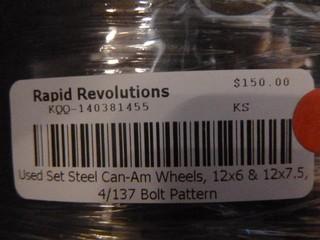 $150.00
Rapid Revolutions
KQQ-140381455 KS
Used Set Steel Can-Am Wheels, 12x6 & 12x7.5,
4/137 Bolt Pattern